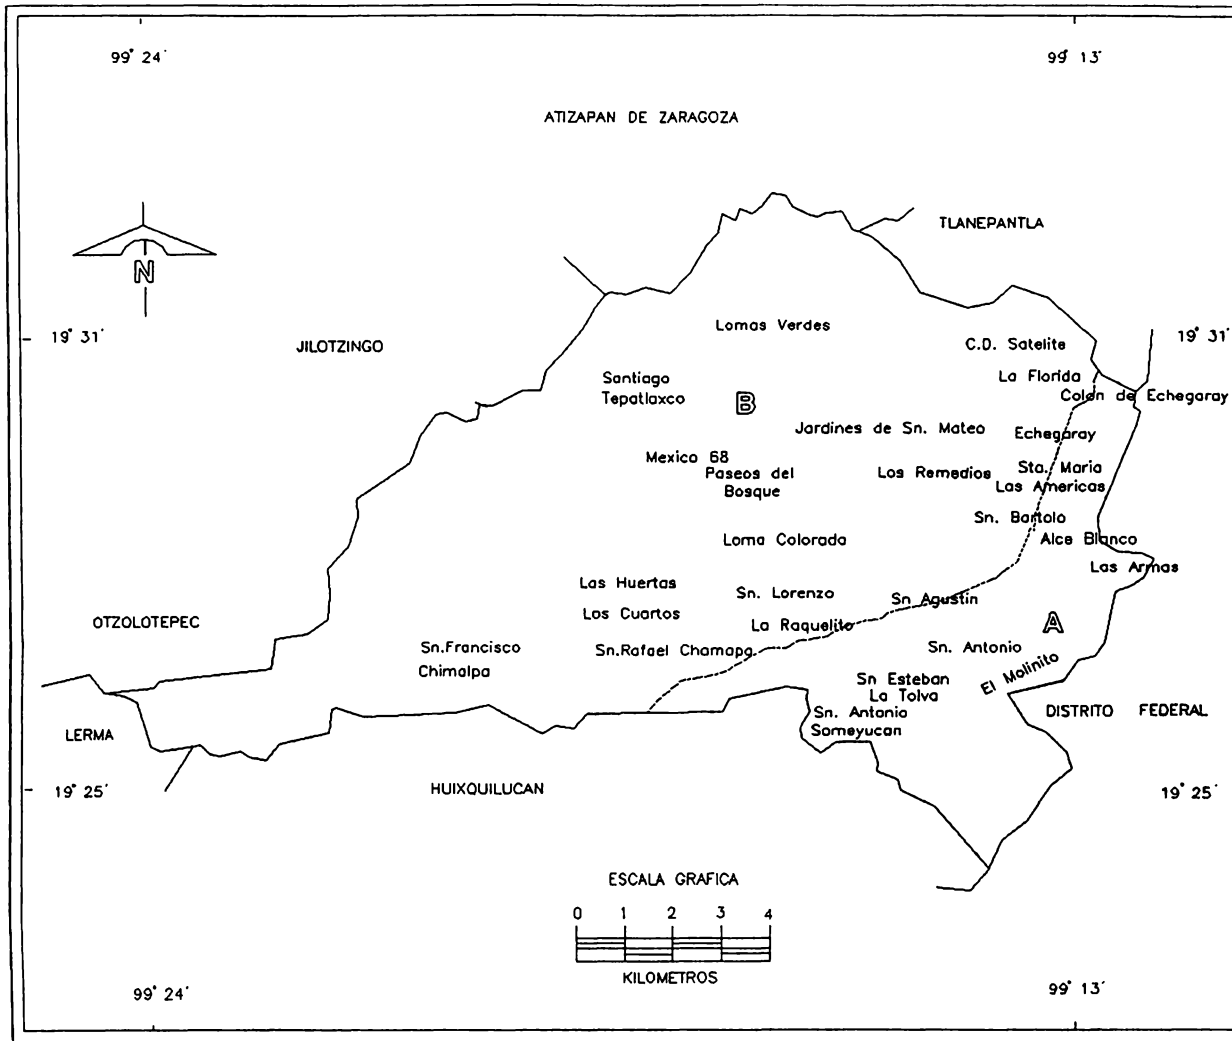 99° 24'
99° 13'
ATIZAPAN DE ZARAGOZA
TLANEPANTLA
N
19° 31'
19° 31'
JILOTZINGO
Lomas Verdes
C.D. Satelite
La Florida
Santiago
Tepatlaxco
B
Colon de Echegaray
Jardines de Sn. Mateo
Echegaray
Mexico 68
Paseos del
Bosque
Los Remedios
Sta. Maria
Las Americas
Sn. Bartolo
Loma Colorada
Alce Blanco
Las Armas
Las Huertas
Sn. Lorenzo
Sn Agustin
Los Cuartos
La Raquelito
A
OTZOLOTEPEC
Sn.Francisco
Chimalpa
Sn.Rafael Chamapa
Sn. Antonio
El Molinito
Sn Esteban
La Tolva
Sn. Antonio
Someyucan
DISTRITO FEDERAL
LERMA
19° 25'
HUIXQUILUCAN
19° 25'
ESCALA GRAFICA
0 1 2 3 4
KILOMETROS
99° 24'
99° 13'